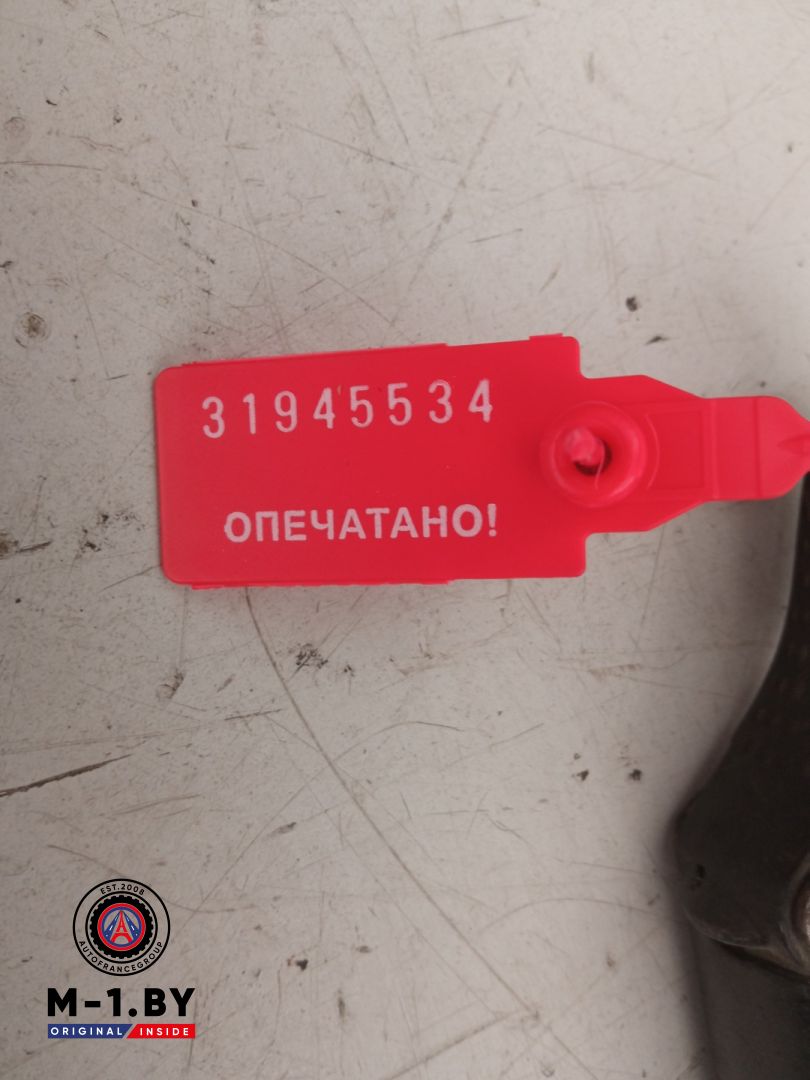 31945534
ОПЕЧАТАНО!
EST.2008
AUTOFRANCEGROUP
M-1.BY
ORIGINAL INSIDE